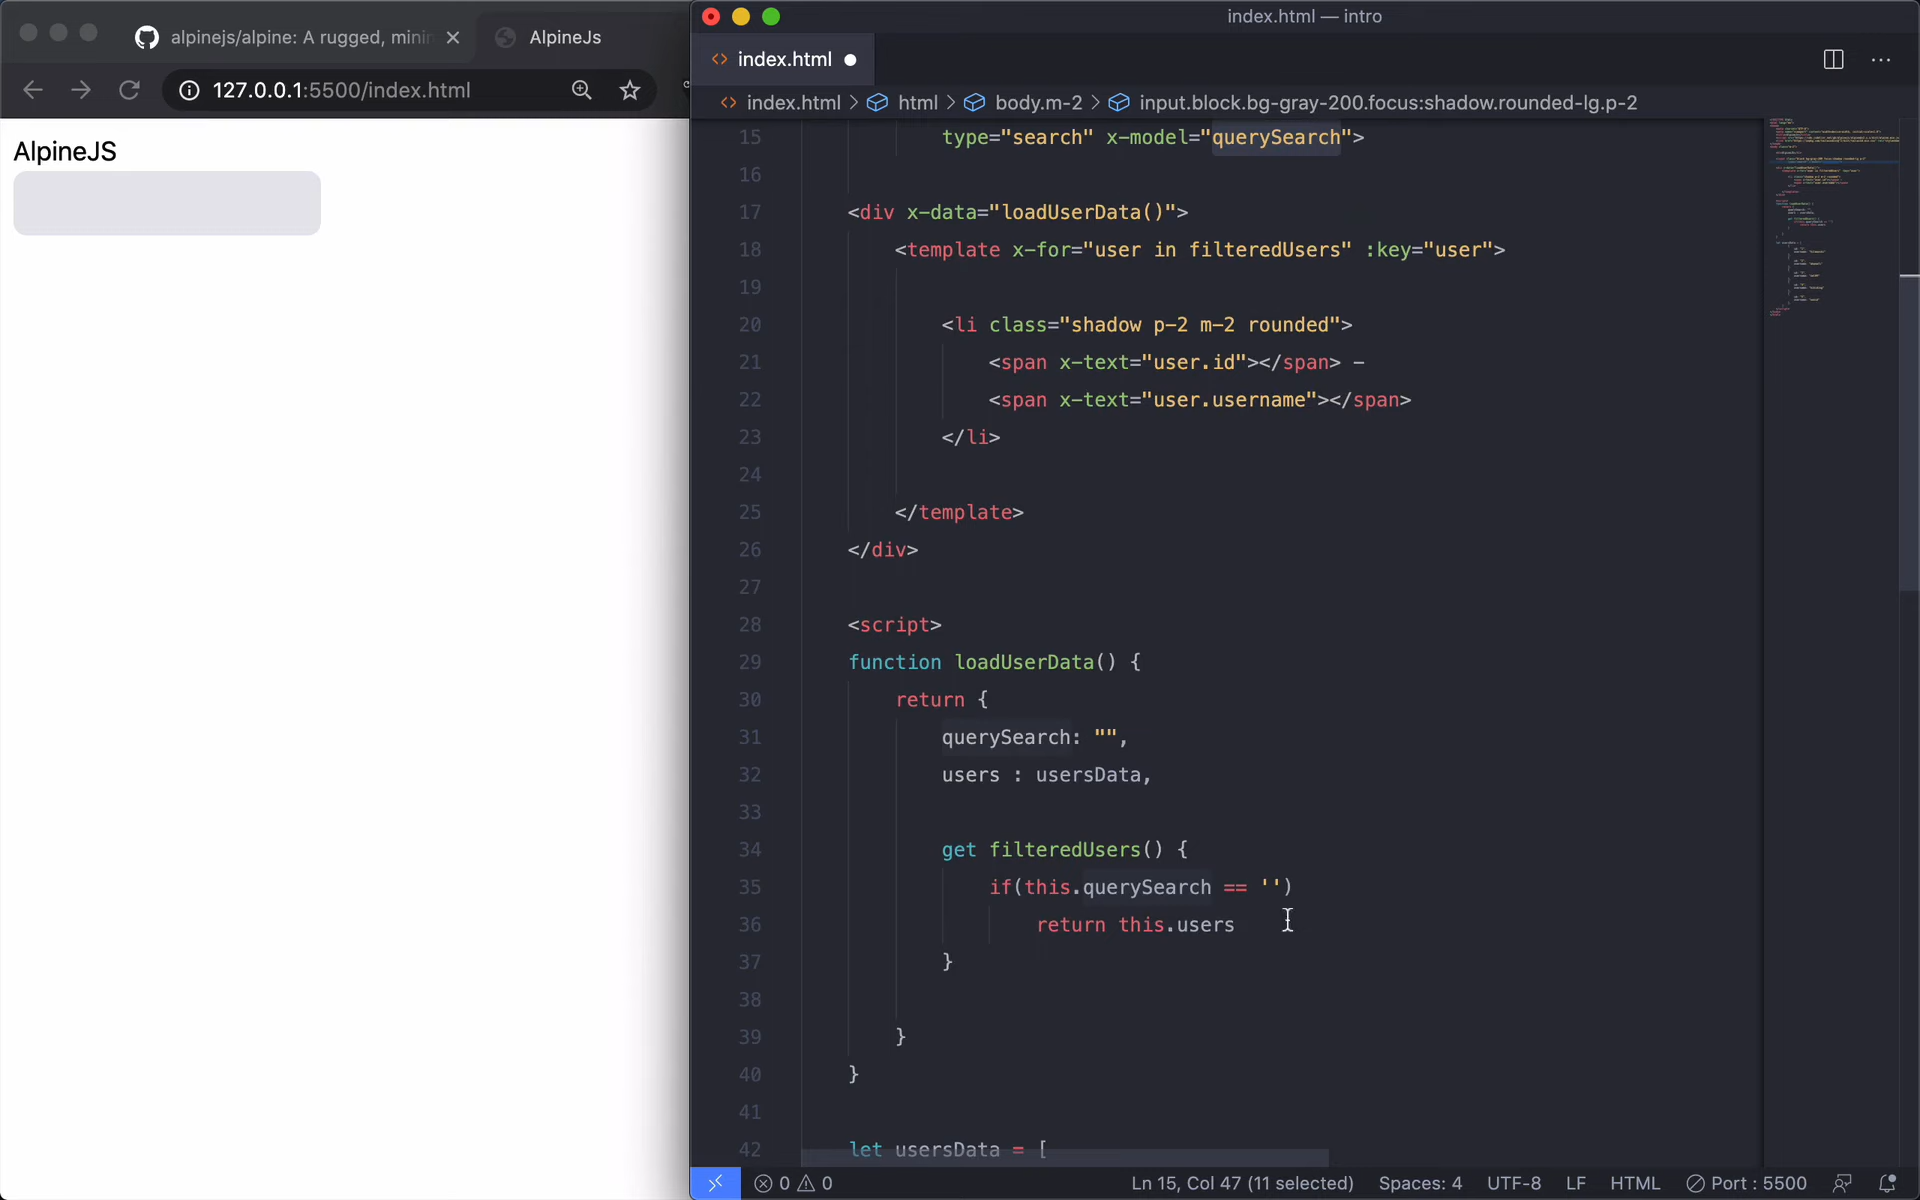 alpinejs/alpine: A rugged, mini
AlpineJs
127.0.0.1:5500/index.html
AlpineJS
index.html — intro
index.html
index.html > html > body.m-2 > input.block.bg-gray-200.focus:shadow.rounded-lg.p-2
15 type="search" x-model="querySearch">
16
17 <div x-data="loadUserData()">
18 <template x-for="user in filteredUsers" :key="user">
19
20 <li class="shadow p-2 m-2 rounded">
21 <span x-text="user.id"></span> –
22 <span x-text="user.username"></span>
23 </li>
24
25 </template>
26 </div>
27
28 <script>
29 function loadUserData() {
30 return {
31 querySearch: "",
32 users : usersData,
33
34 get filteredUsers() {
35 if(this.querySearch == '')
36 return this.users
37 }
38
39 }
40 }
41
42 let usersData = [
0 0 Ln 15, Col 47 (11 selected) Spaces: 4 UTF-8 LF HTML Port : 5500